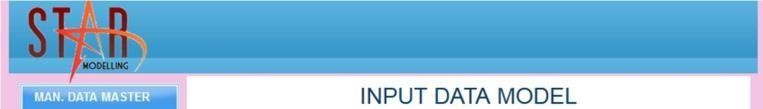 STAR
MODELLING
MAN. DATA MASTER
INPUT DATA MODEL